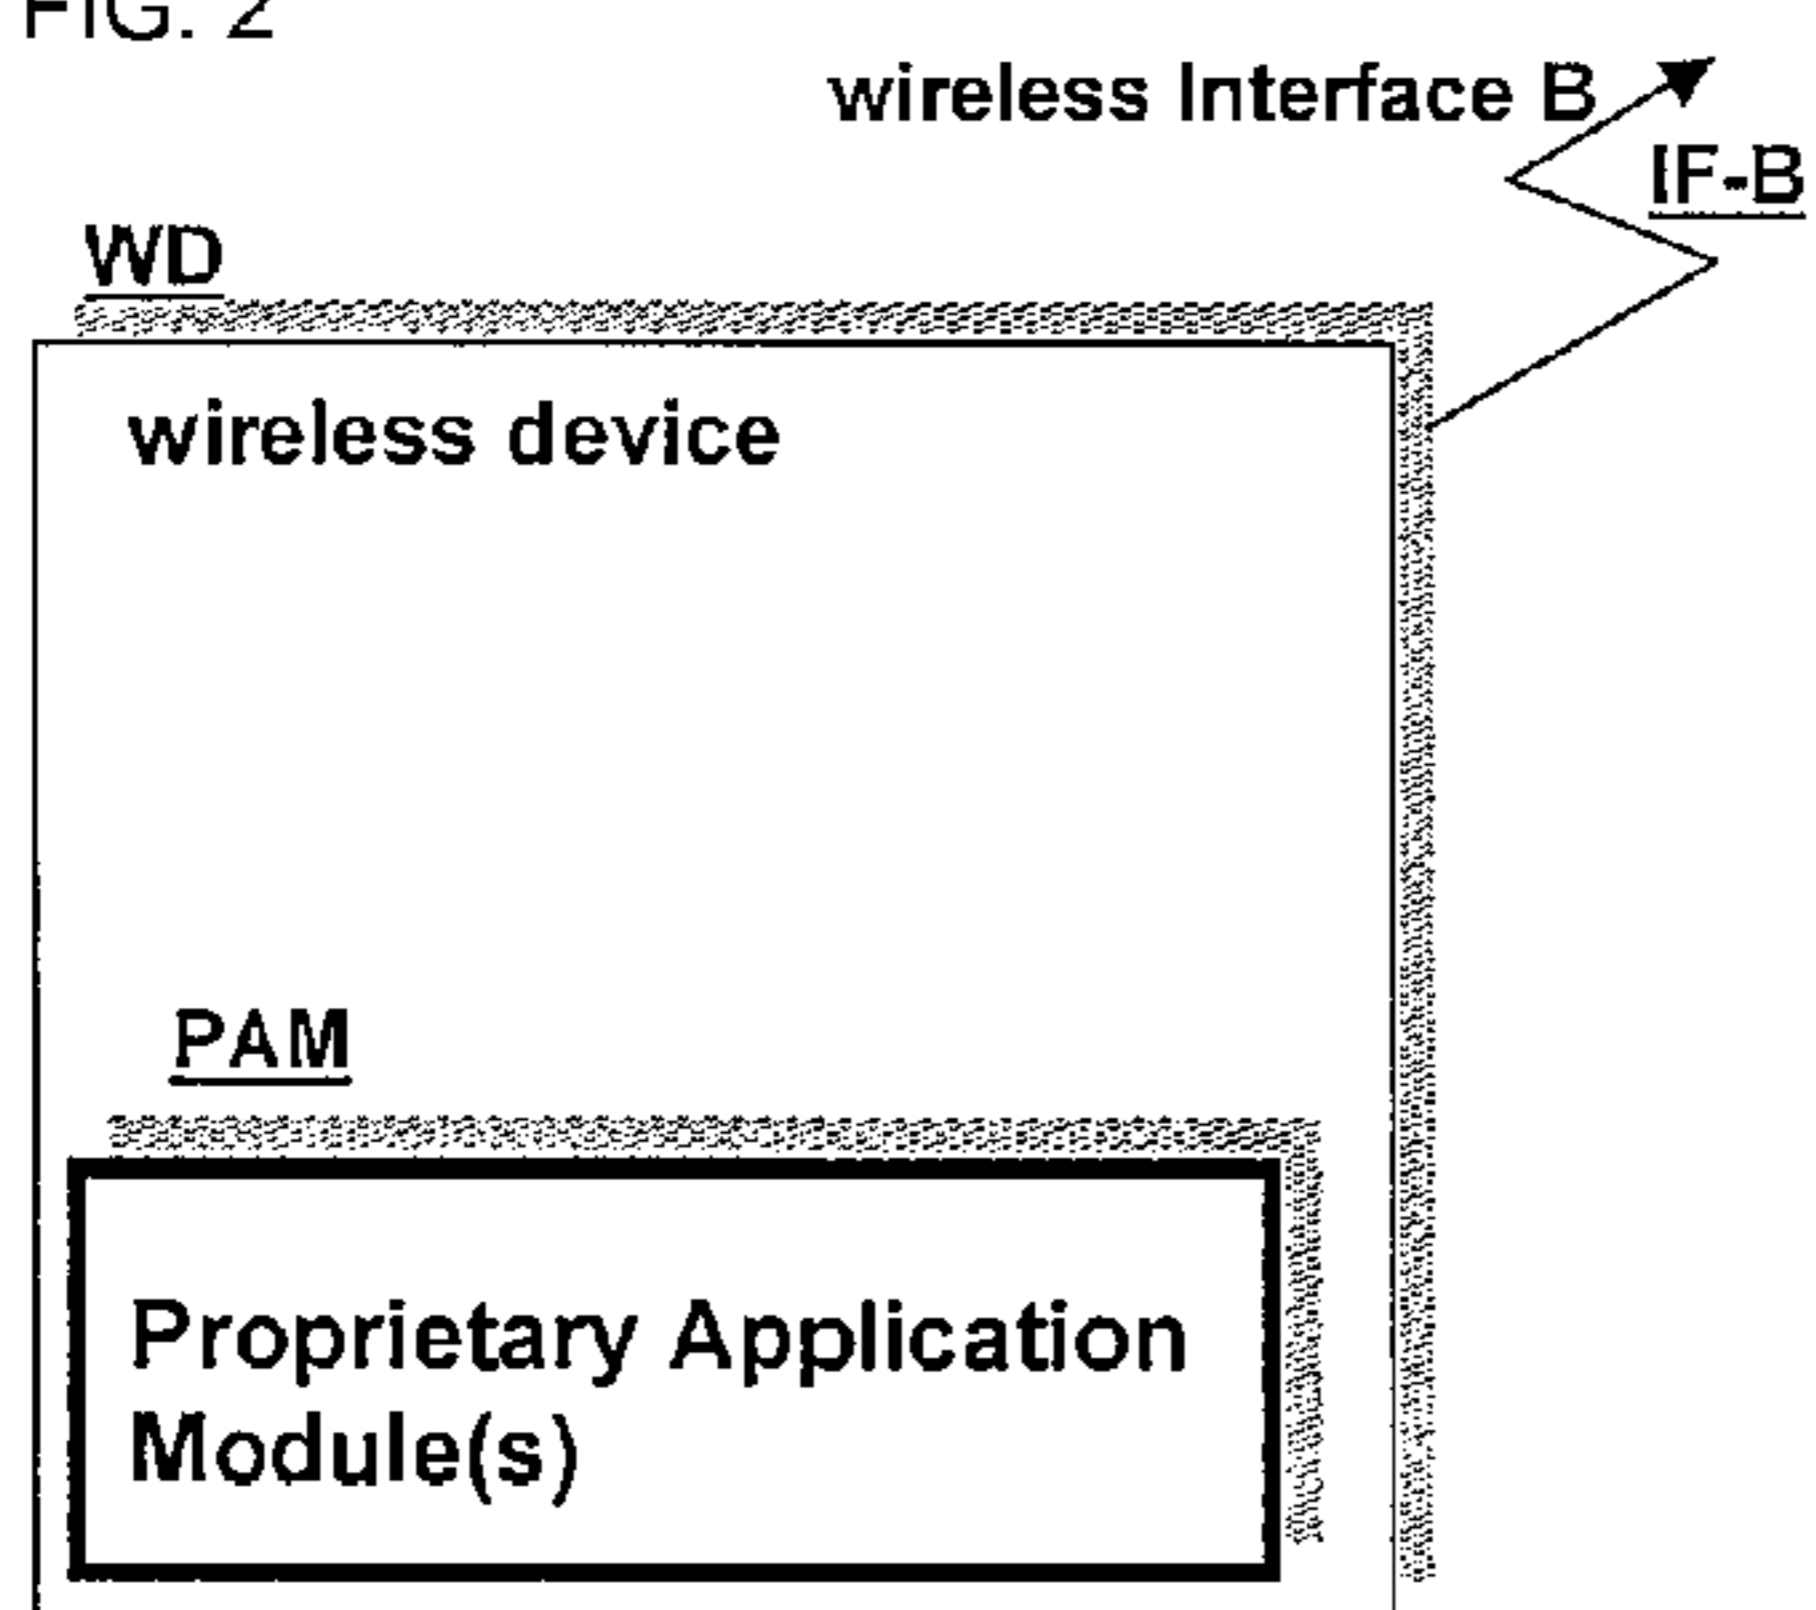 FIG. 2
wireless Interface B
IF-B
WD
wireless device
PAM
Proprietary Application
Module(s)